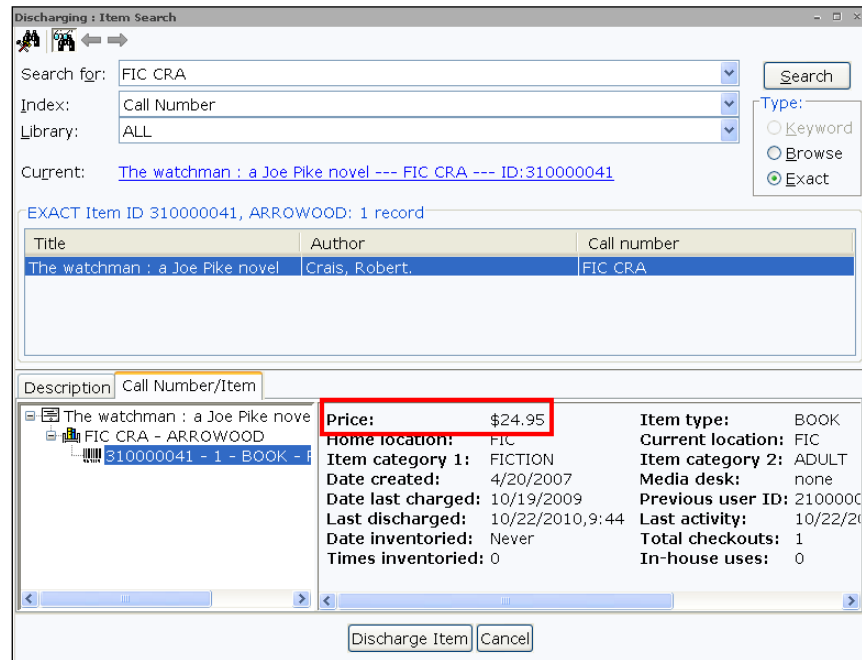 Discharging : Item Search
Search for: FIC CRA Search
Index: Call Number Type:
Library: ALL Keyword
Browse
Current: The watchman : a Joe Pike novel --- FIC CRA --- ID:310000041 Exact
EXACT Item ID 310000041, ARROWOOD: 1 record
Title Author Call number
The watchman : a Joe Pike novel Crais, Robert. FIC CRA
Description Call Number/Item
The watchman : a Joe Pike nove Price: $24.95 Item type: BOOK
FIC CRA - ARROWOOD Home location: FIC Current location: FIC
310000041 - 1 - BOOK - F Item category 1: FICTION Item category 2: ADULT
Date created: 4/20/2007 Media desk: none
Date last charged: 10/19/2009 Previous user ID: 2100000
Last discharged: 10/22/2010,9:44 Last activity: 10/22/20
Date inventoried: Never Total checkouts: 1
Times inventoried: 0 In-house uses: 0
Discharge Item Cancel